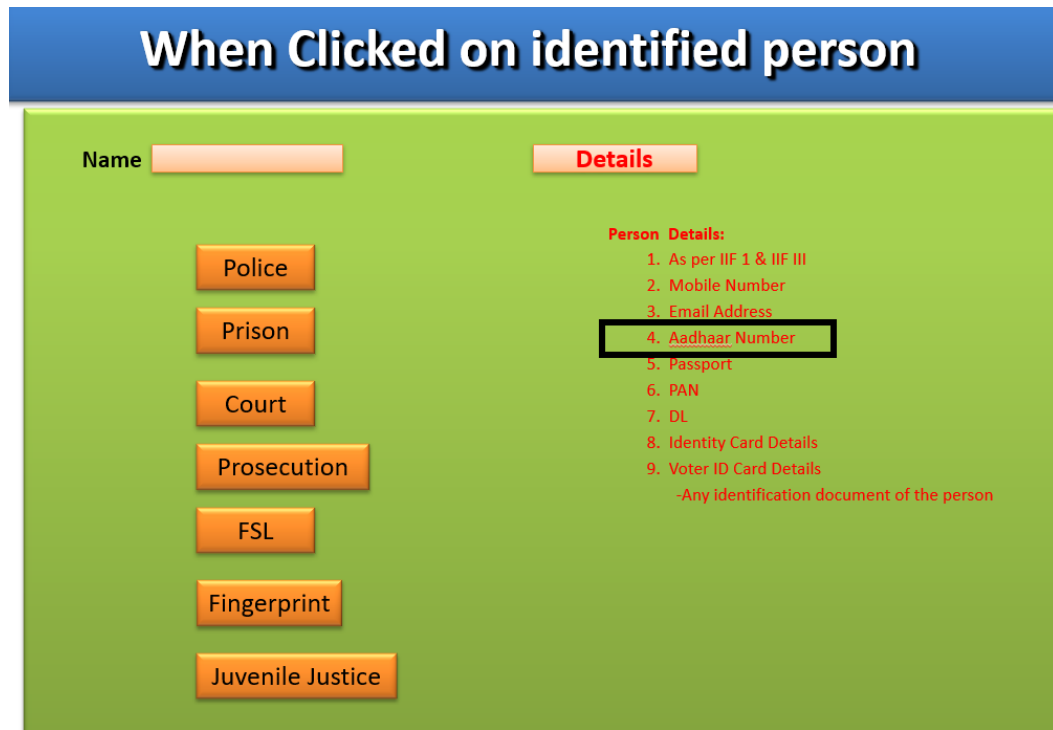 When Clicked on identified person
Name
Details
Police
Prison
Court
Prosecution
FSL
Fingerprint
Juvenile Justice
Person Details:
1. As per IIF 1 & IIF III
2. Mobile Number
3. Email Address
4. Aadhaar Number
5. Passport
6. PAN
7. DL
8. Identity Card Details
9. Voter ID Card Details
-Any identification document of the person